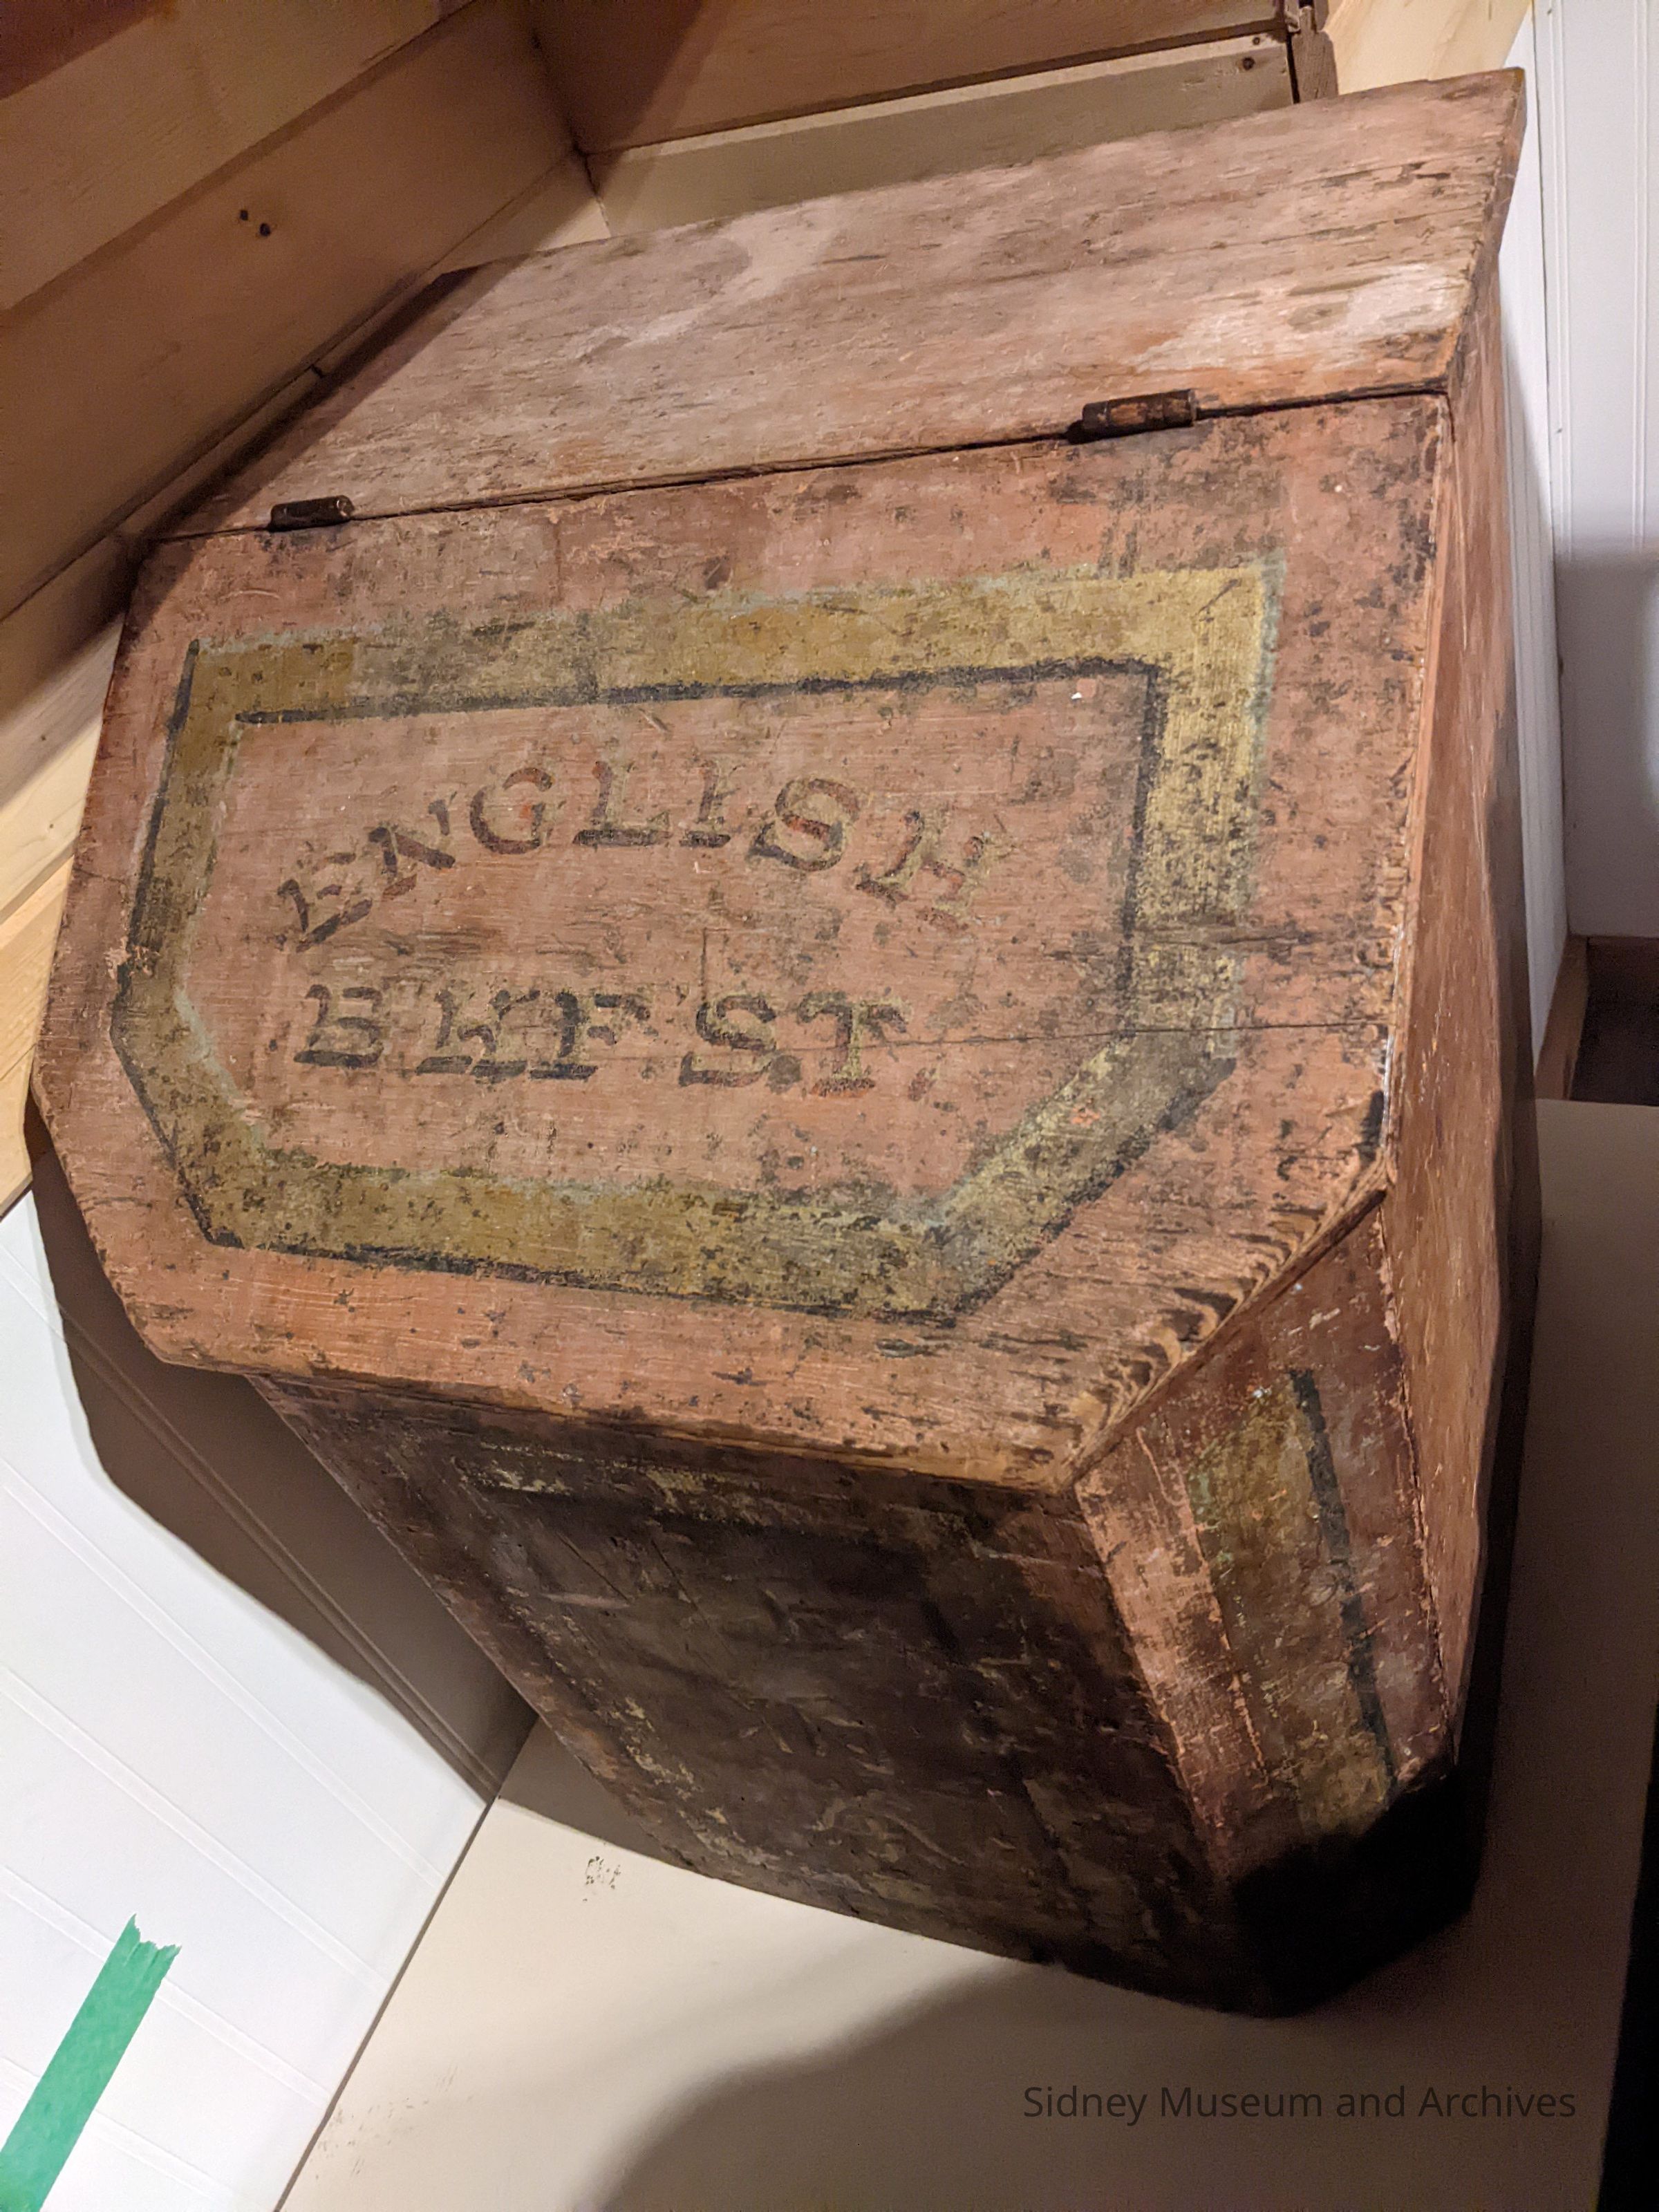 ENGLISH
BKFST.
Sidney Museum and Archives